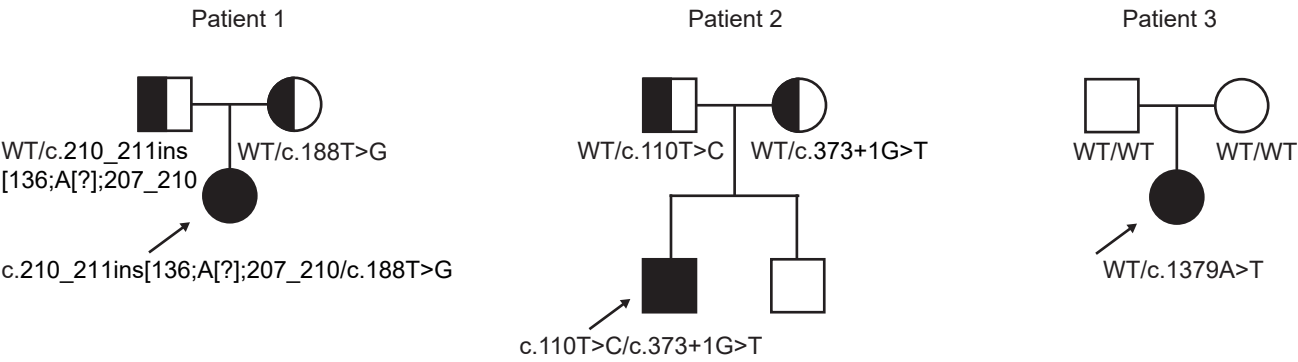 Patient 1
Patient 2
Patient 3
WT/c.210_211ins
[136;A[?];207_210
WT/c.188T>G
c.210_211ins[136;A[?];207_210/c.188T>G
WT/c.110T>C
WT/c.373+1G>T
c.110T>C/c.373+1G>T
WT/WT
WT/WT
WT/c.1379A>T